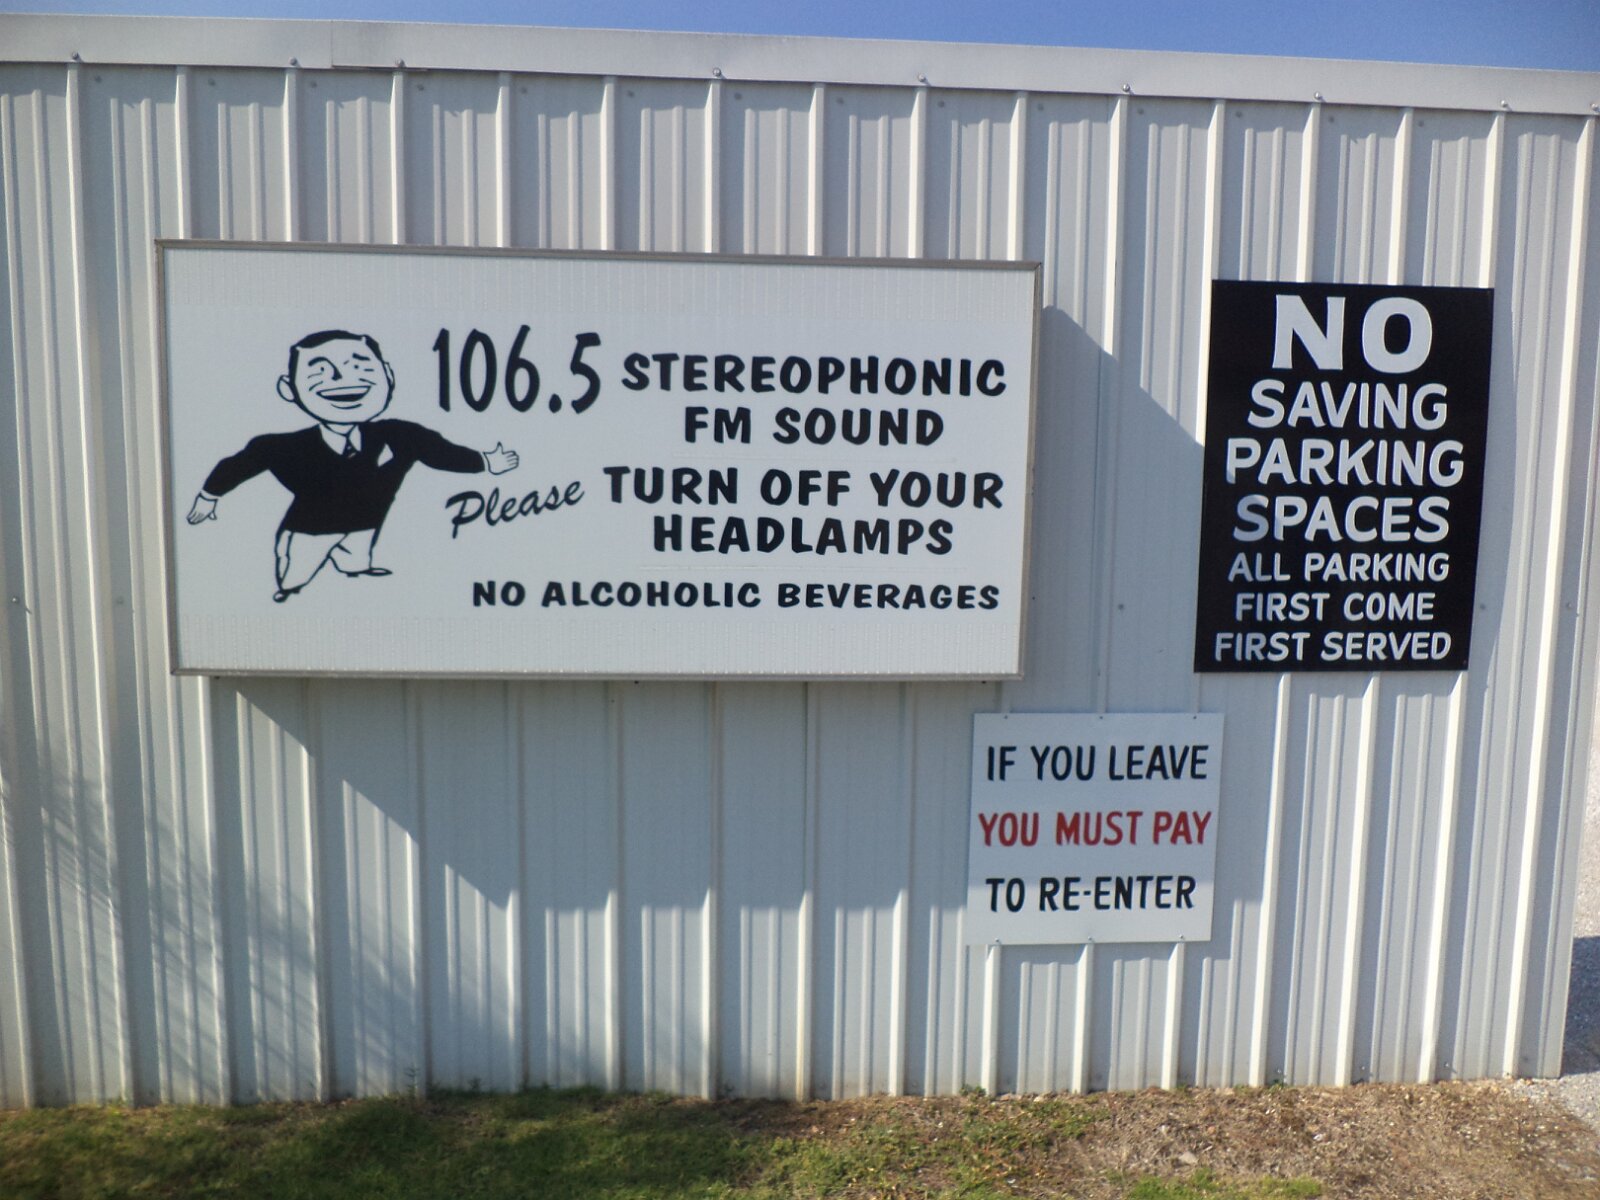 106.5 STEREOPHONIC
FM SOUND
Please TURN OFF YOUR
HEADLAMPS
NO ALCOHOLIC BEVERAGES
NO
SAVING
PARKING
SPACES
ALL PARKING
FIRST COME
FIRST SERVED
IF YOU LEAVE
YOU MUST PAY
TO RE-ENTER